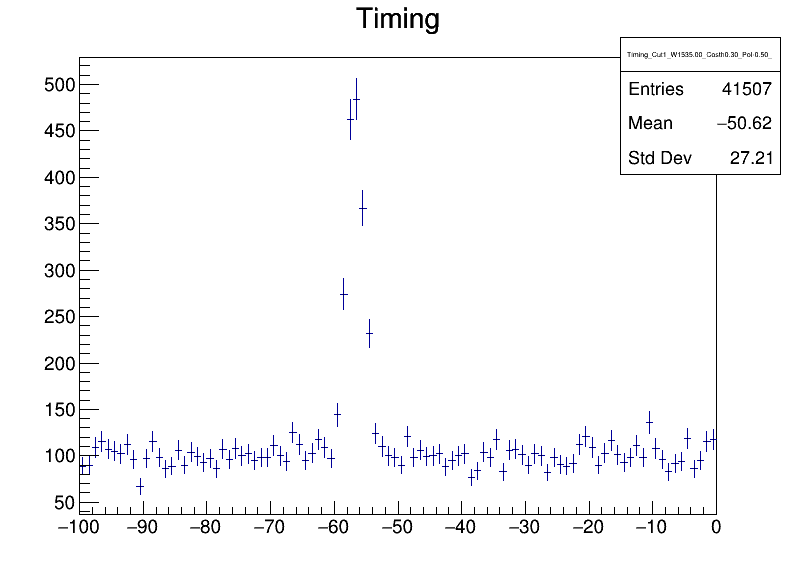 Timing
Timing_Cut1_W1535.00_Costh0.30_Pol-0.50_
Entries 41507
Mean −50.62
Std Dev 27.21
500
450
400
350
300
250
200
150
100
50
−100 −90 −80 −70 −60 −50 −40 −30 −20 −10 0